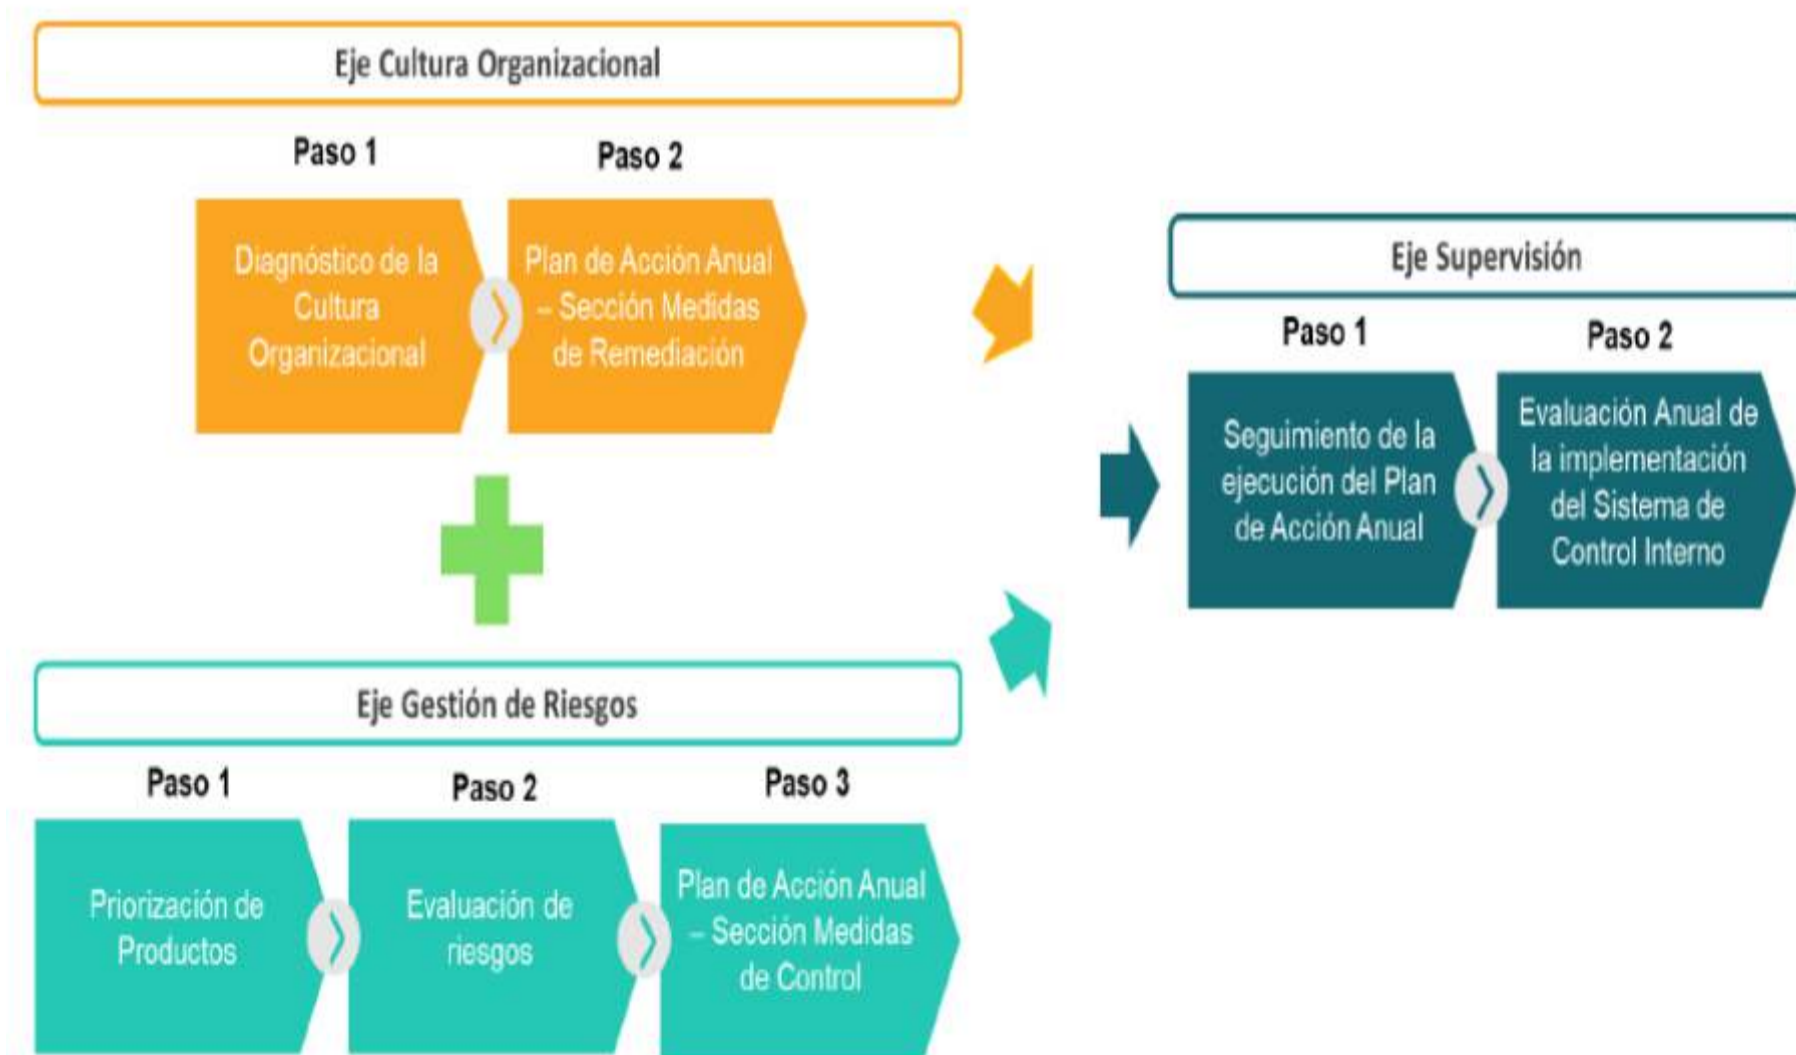 Eje Cultura Organizacional
Paso 1
Paso 2
Diagnóstico de la
Cultura
Organizacional
Plan de Acción Anual
– Sección Medidas
de Remediación
Eje Gestión de Riesgos
Paso 1
Paso 2
Paso 3
Priorización de
Productos
Evaluación de
riesgos
Plan de Acción Anual
– Sección Medidas
de Control
Eje Supervisión
Paso 1
Paso 2
Seguimiento de la
ejecución del Plan
de Acción Anual
Evaluación Anual de
la implementación
del Sistema de
Control Interno